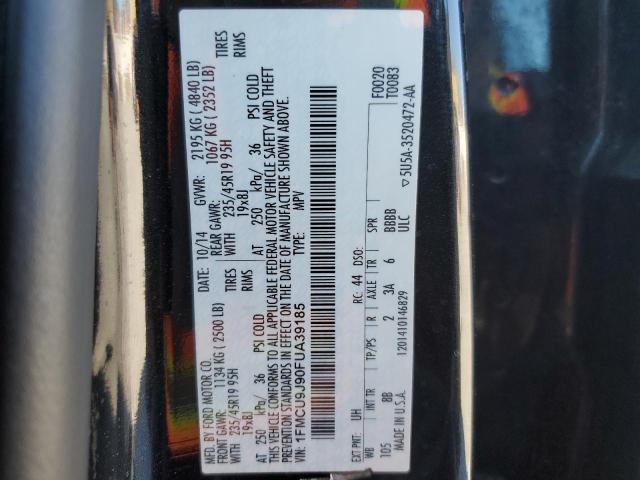 MFD. BY FORD MOTOR CO.
10/14
GVWR: 2195 KG ( 4840 LB)
FRONT GAWR: 1134 KG ( 2500 LB)
REAR GAWR: 1067 KG ( 2352 LB)
WITH 235/45R19 95H TIRES
WITH 235/45R19 95H TIRES
19x8J RIMS
19x8J RIMS
AT 250 kPa/ 36 PSI COLD
AT 250 kPa/ 36 PSI COLD
THIS VEHICLE CONFORMS TO ALL APPLICABLE FEDERAL MOTOR VEHICLE SAFETY AND THEFT
PREVENTION STANDARDS IN EFFECT ON THE DATE OF MANUFACTURE SHOWN ABOVE.
VIN: 1FMCU9J90FUA39185
TYPE: MPV
F0020
T0083
EXT PNT: UH RC: 44 DSO:
WB TP/PS R AXLE TR SPR
105 8B 2 3A 6 BBBB
MADE IN U.S.A. ULC
1201410146829
▽5U5A-3520472-AA